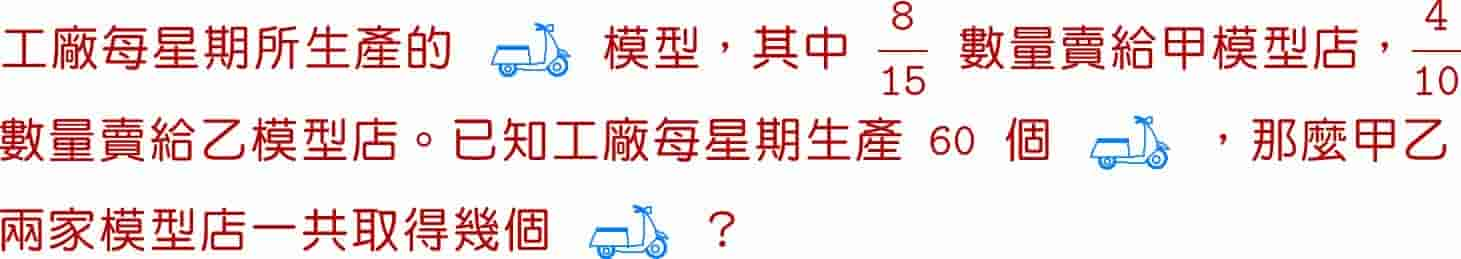 工廠每星期所生產的 模型，其中 8/15 數量賣給甲模型店，4/10
數量賣給乙模型店。已知工廠每星期生產 60 個 ，那麼甲乙
兩家模型店一共取得幾個 ？